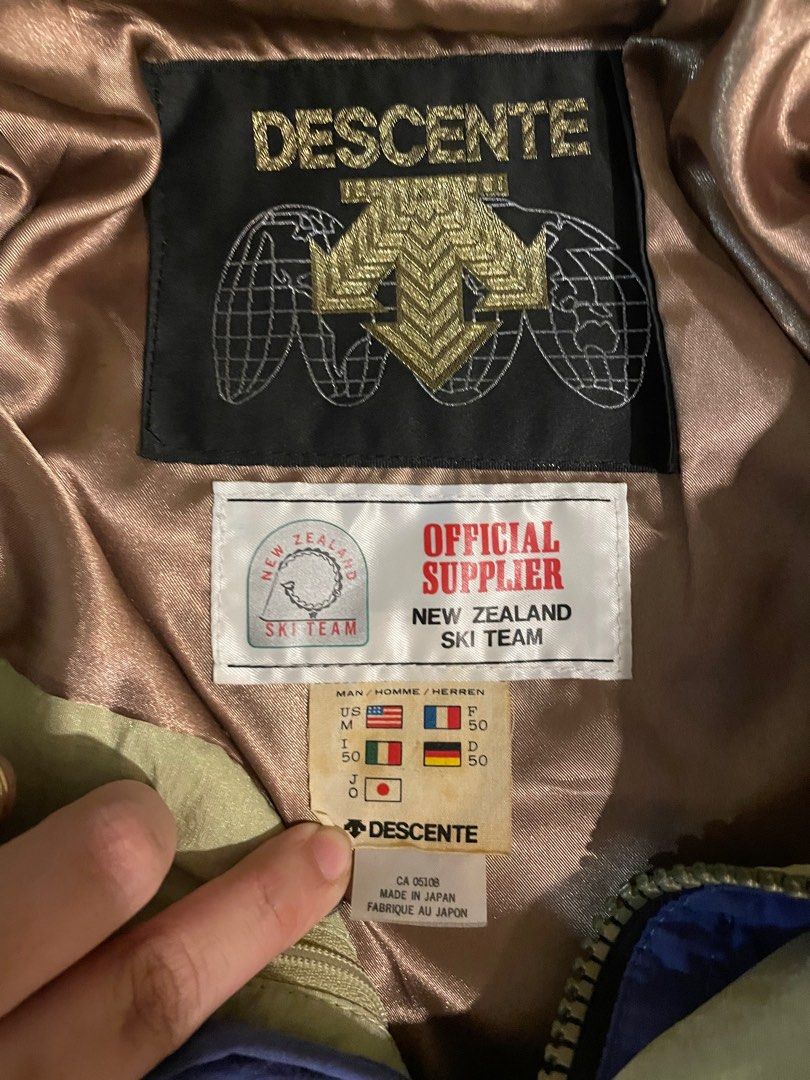 DESCENTE
NEW ZEALAND
SKI TEAM
OFFICIAL
SUPPLIER
NEW ZEALAND
SKI TEAM
MAN / HOMME / HERREN
US M F 50
I 50 D 50
J O
DESCENTE
CA 05108
MADE IN JAPAN
FABRIQUE AU JAPON